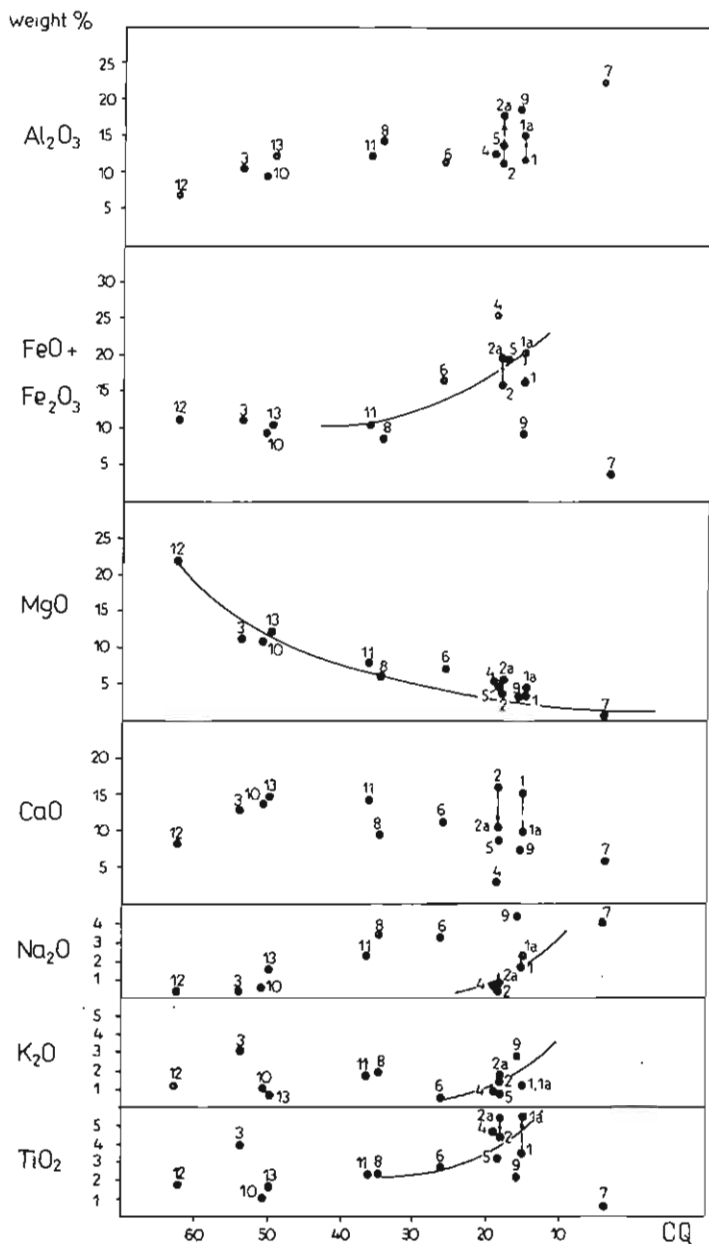 weight %
7
25
2a 9
20
8 1a
13 5
Al₂O₃ 15
3 11 6 4
10 12 10 2 1
5
30
4
25
FeO +
2a 5 1a
20
6 1
Fe₂O₃ 15
2
12 3 13 11
10
10 8 9
5 7
25
12
20
MgO 15
13
3
10 10 11
8 6 4 2a 1a
5
5 2 9 1 7
20
2 1
15 10 13 11
CaO
3 6
10 12 8 2a 1a
5 9 7
5 4
4 8 6 9 7
3
Na₂O
2 13 11 1a
1 12 3 10 4 2a 1
2
5
4
K₂O
3 3 9
2 12 11 8 2a
1 10 13 6 4 2 5 1,1a
5 2a 1a
4 3 4 2
TiO₂
3 6 5 1
2 12 13 11 8 9
1 10 7
60 50 40 30 20 10 CQ